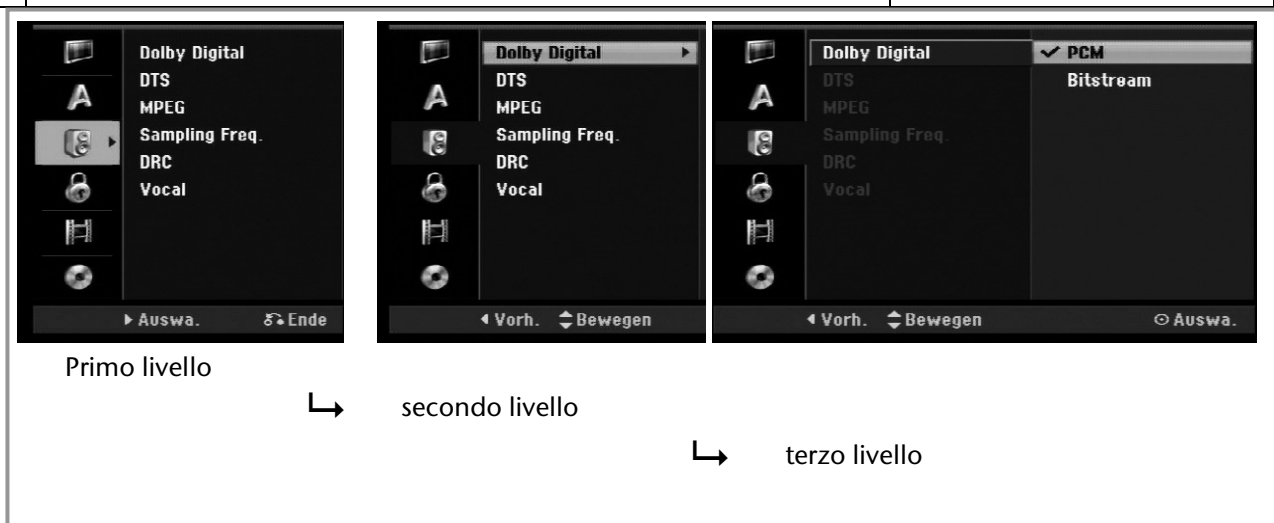 Dolby Digital
DTS
MPEG
Sampling Freq.
DRC
Vocal
Auswa. Ende
Dolby Digital
DTS
MPEG
Sampling Freq.
DRC
Vocal
Vorh. Bewegen
Dolby Digital
DTS
MPEG
Sampling Freq.
DRC
Vocal
PCM
Bitstream
Vorh. Bewegen Auswa.
Primo livello
secondo livello
terzo livello